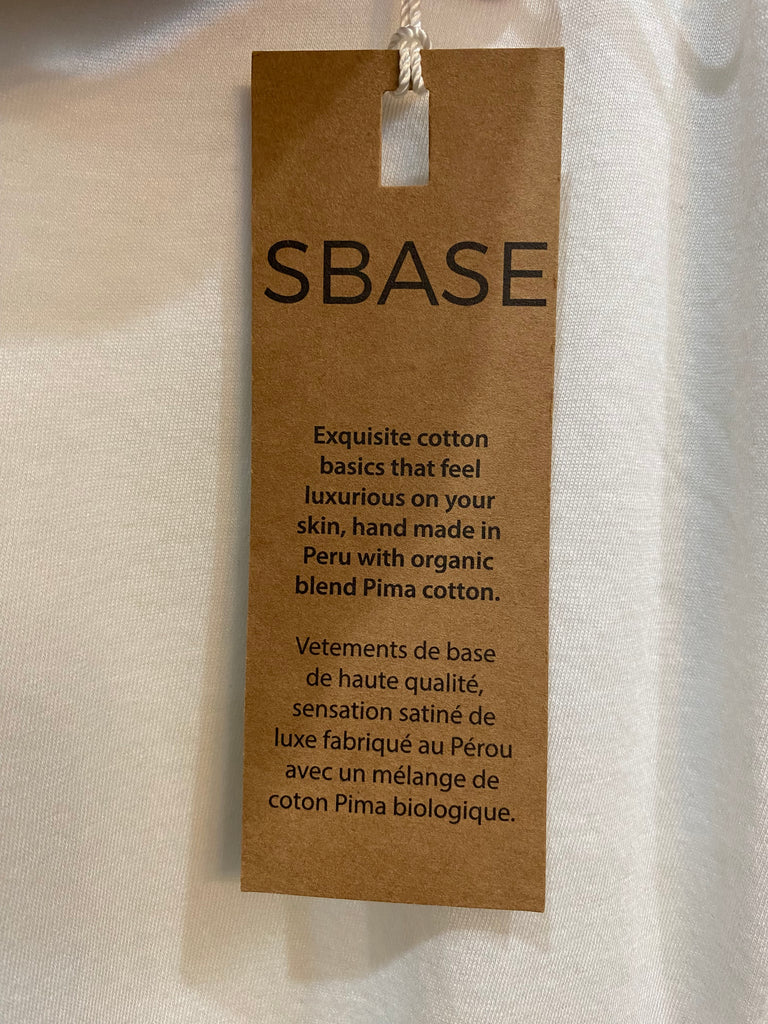 SBASE
Exquisite cotton
basics that feel
luxurious on your
skin, hand made in
Peru with organic
blend Pima cotton.
Vetements de base
de haute qualité,
sensation satiné de
luxe fabriqué au Pérou
avec un mélange de
coton Pima biologique.